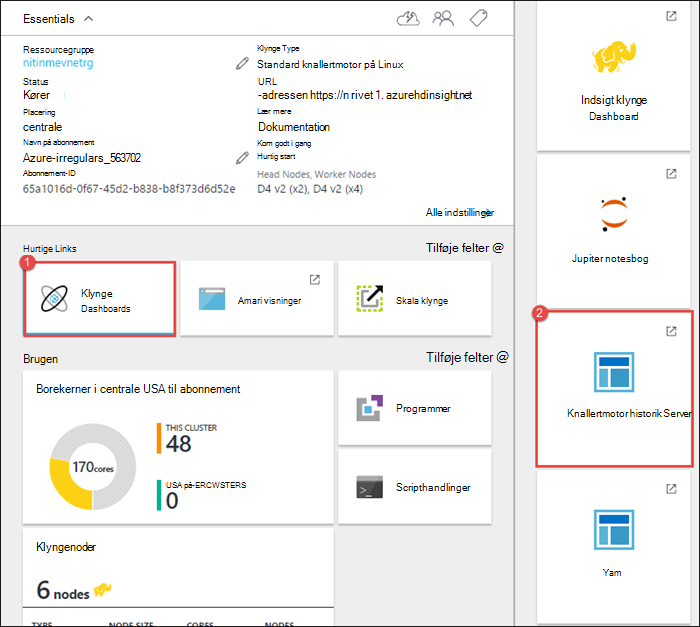 Essentials
Ressourcegruppe
nitinmevnetrg
Status
Kører
Placering
centrale
Navn på abonnement
Azure-irregulars_563702
Abonnement-ID
65a1016d-0f67-45d2-b838-b8f373d6d52e
Klynge Type
Standard knallertmotor på Linux
URL
-adressen https://n rivet 1. azurehdinsight.net
Lær mere
Dokumentation
Kom godt i gang
Hurtig start
Head Nodes, Worker Nodes
D4 v2 (x2), D4 v2 (x4)
Alle indstillinger
Hurtige Links
Tilføje felter @
1
Klynge
Dashboards
Amari visninger
Skala klynge
Brugen
Tilføje felter @
Borekerner i centrale USA til abonnement
170 cores
THIS CLUSTER
48
USA på-ERCWSTERS
0
Programmer
Scripthandlinger
Klyngenoder
6 nodes
TYPE NODE SIZE CORES NODES
Indsigt klynge
Dashboard
Jupiter notesbog
2
Knallertmotor historik Server
Yam